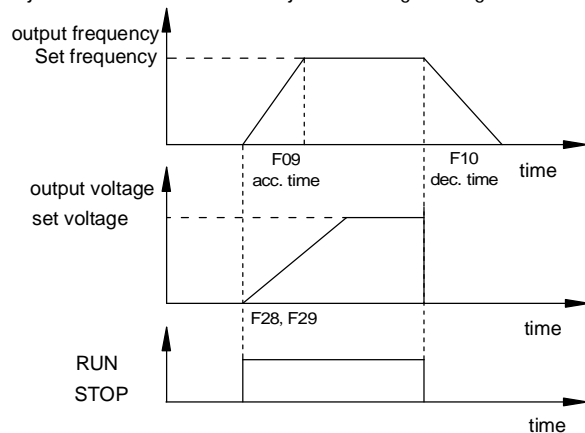 output frequency
Set frequency
F09
acc. time
F10
dec. time
time
output voltage
set voltage
F28, F29
time
RUN
STOP
time